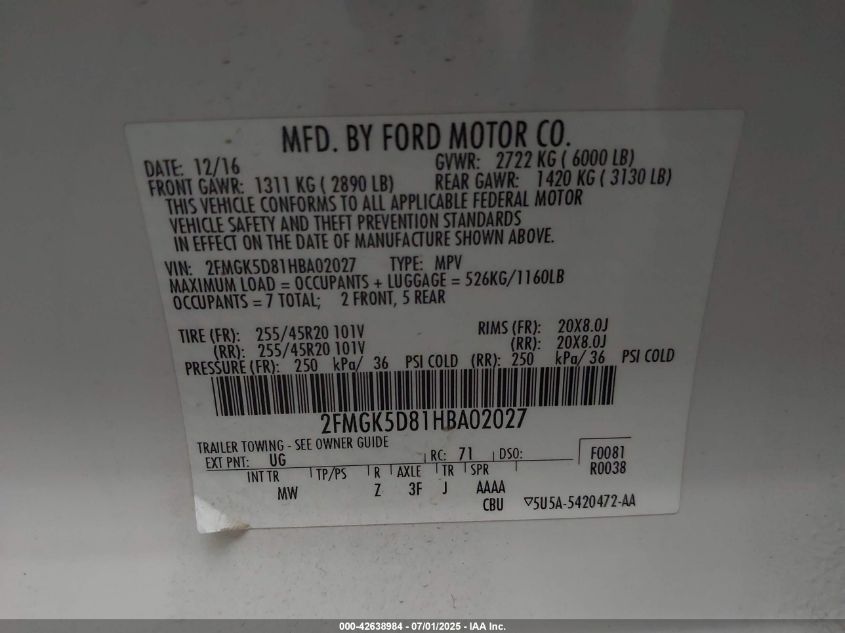 MFD. BY FORD MOTOR CO.
DATE: 12/16 GVWR: 2722 KG ( 6000 LB)
FRONT GAWR: 1311 KG ( 2890 LB) REAR GAWR: 1420 KG ( 3130 LB)
THIS VEHICLE CONFORMS TO ALL APPLICABLE FEDERAL MOTOR
VEHICLE SAFETY AND THEFT PREVENTION STANDARDS
IN EFFECT ON THE DATE OF MANUFACTURE SHOWN ABOVE.
VIN: 2FMGK5D81HBA02027 TYPE: MPV
MAXIMUM LOAD = OCCUPANTS + LUGGAGE = 526KG/1160LB
OCCUPANTS = 7 TOTAL; 2 FRONT, 5 REAR
TIRE (FR): 255/45R20 101V RIMS (FR): 20X8.0J
(RR): 255/45R20 101V (RR): 20X8.0J
PRESSURE (FR): 250 kPa/ 36 PSI COLD (RR): 250 kPa/ 36 PSI COLD
2FMGK5D81HBA02027
TRAILER TOWING - SEE OWNER GUIDE
EXT PNT: UG RC: 71 DSO: F0081
INT TR TP/PS R AXLE TR SPR R0038
MW Z 3F J AAAA
CBU ▽5U5A-5420472-AA
000-42638984 - 07/01/2025 - IAA Inc.